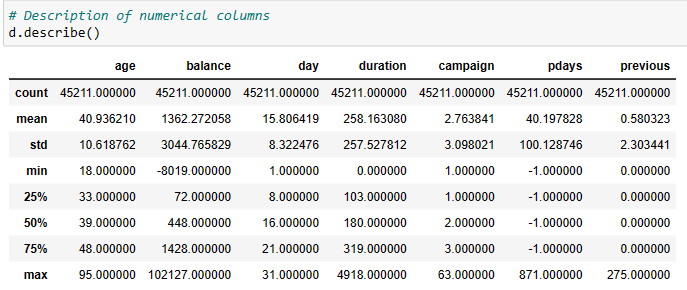 # Description of numerical columns
d.describe()
age balance day duration campaign pdays previous
count 45211.000000 45211.000000 45211.000000 45211.000000 45211.000000 45211.000000 45211.000000
mean 40.936210 1362.272058 15.806419 258.163080 2.763841 40.197828 0.580323
std 10.618762 3044.765829 8.322476 257.527812 3.098021 100.128746 2.303441
min 18.000000 -8019.000000 1.000000 0.000000 1.000000 -1.000000 0.000000
25% 33.000000 72.000000 8.000000 103.000000 1.000000 -1.000000 0.000000
50% 39.000000 448.000000 16.000000 180.000000 2.000000 -1.000000 0.000000
75% 48.000000 1428.000000 21.000000 319.000000 3.000000 -1.000000 0.000000
max 95.000000 102127.000000 31.000000 4918.000000 63.000000 871.000000 275.000000